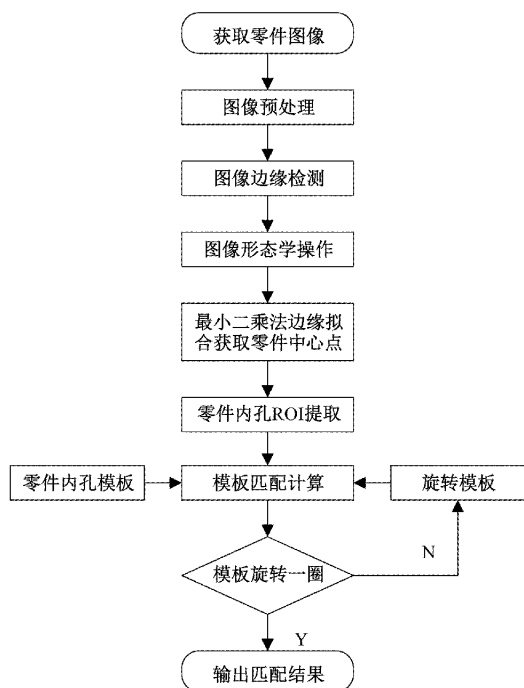 获取零件图像
图像预处理
图像边缘检测
图像形态学操作
最小二乘法边缘拟
合获取零件中心点
零件内孔ROI提取
零件内孔模板
模板匹配计算
旋转模板
模板旋转一圈
N
Y
输出匹配结果